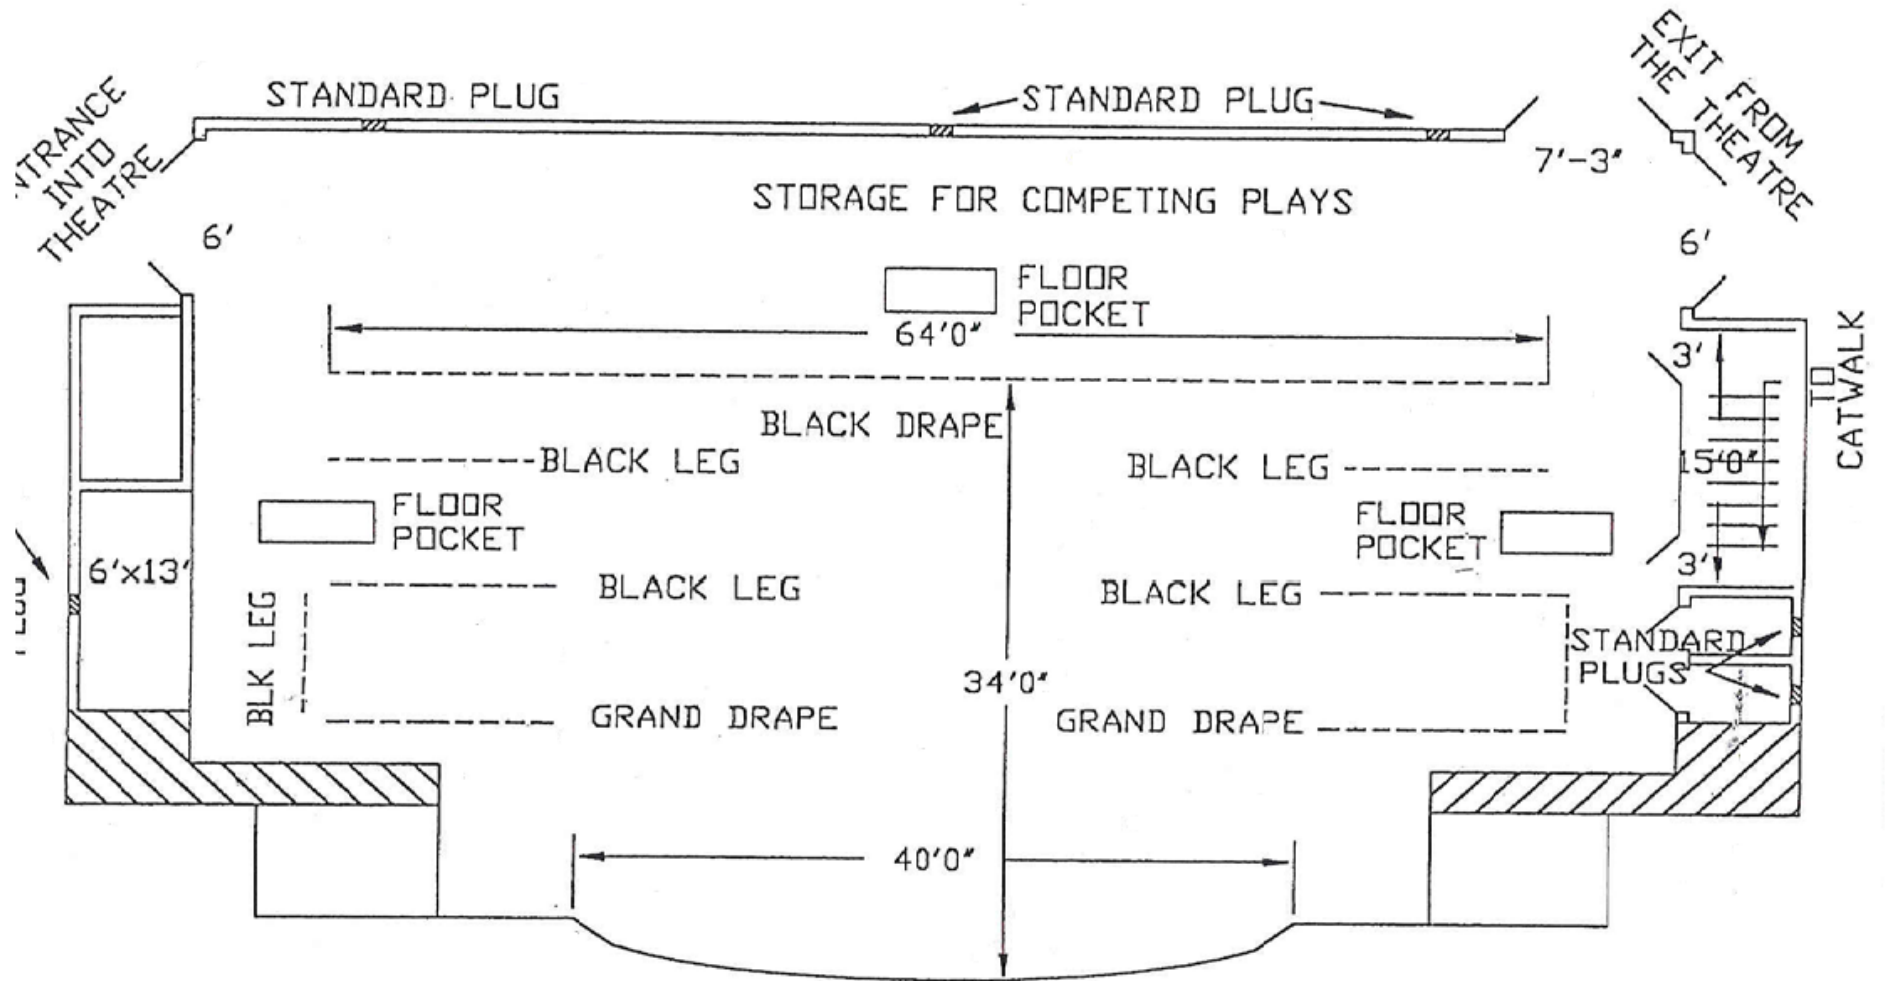 STANDARD PLUG
STANDARD PLUG
EXIT FROM
THE THEATRE
NTRANCE
INTO
THEATRE
7'-3"
STORAGE FOR COMPETING PLAYS
6'
6'
FLOOR
POCKET
64'0"
3'
TO
CATWALK
BLACK DRAPE
BLACK LEG
BLACK LEG
15'0"
FLOOR
POCKET
FLOOR
POCKET
6'x13'
3'
BLACK LEG
BLACK LEG
BLK LEG
STANDARD
PLUGS
34'0"
GRAND DRAPE
GRAND DRAPE
40'0"